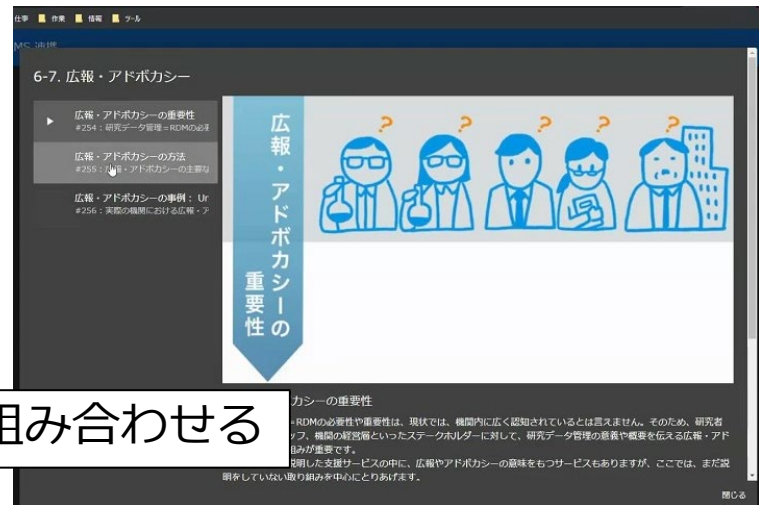 仕事 作業 情報 ツール
MS 連携
6-7. 広報・アドボカシー
広報・アドボカシーの重要性
#254：研究データ管理＝RDMの必要
広報・アドボカシーの方法
#255：広報・アドボカシーの主要な
広報・アドボカシーの事例： Ur
#256：実際の機関における広報・ア
広報・アドボカシーの
重要性
? ? ? ? ?
組み合わせる
カシーの重要性
＝RDMの必要性や重要性は、現状では、機関内に広く認知されているとは言えません。そのため、研究者
ッフ、機関の経営層といったステークホルダーに対して、研究データ管理の意義や概要を伝える広報・アド
組みが重要です。
説明した支援サービスの中に、広報やアドボカシーの意味をもつサービスもありますが、ここでは、まだ説
明をしていない取り組みを中心にとりあげます。
閉じる